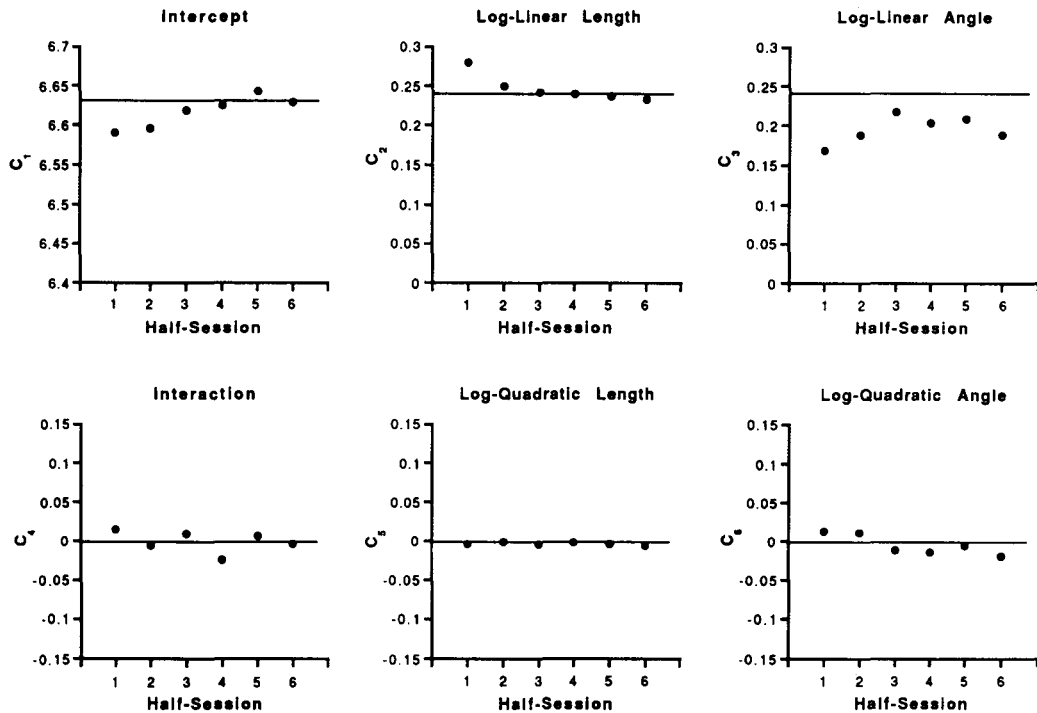 Intercept
6.7
6.65
6.6
6.55
6.5
6.45
6.4
C1
1 2 3 4 5 6
Half-Session
Log-Linear Length
0.3
0.25
0.2
0.15
0.1
0.05
0
C2
1 2 3 4 5 6
Half-Session
Log-Linear Angle
0.3
0.25
0.2
0.15
0.1
0.05
0
C3
1 2 3 4 5 6
Half-Session
Interaction
0.15
0.1
0.05
0
-0.05
-0.1
-0.15
C4
1 2 3 4 5 6
Half-Session
Log-Quadratic Length
0.15
0.1
0.05
0
-0.05
-0.1
-0.15
C5
1 2 3 4 5 6
Half-Session
Log-Quadratic Angle
0.15
0.1
0.05
0
-0.05
-0.1
-0.15
C6
1 2 3 4 5 6
Half-Session